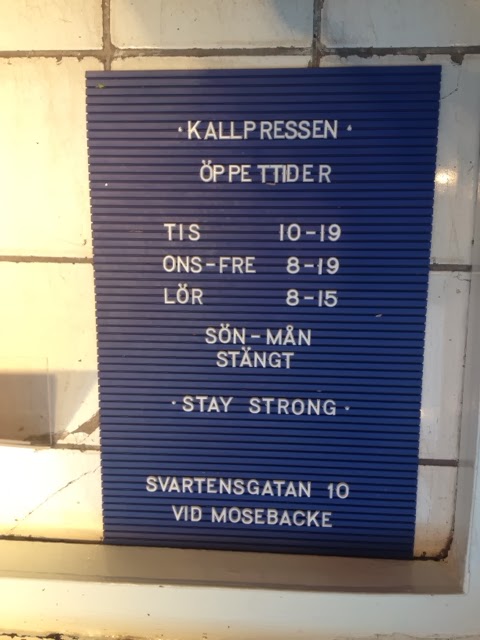 · KALLPRESSEN ·
ÖPPETTIDER
TIS 10-19
ONS-FRE 8-19
LÖR 8-15
SÖN-MÅN
STÄNGT
· STAY STRONG ·
SVARTENSGATAN 10
VID MOSEBACKE